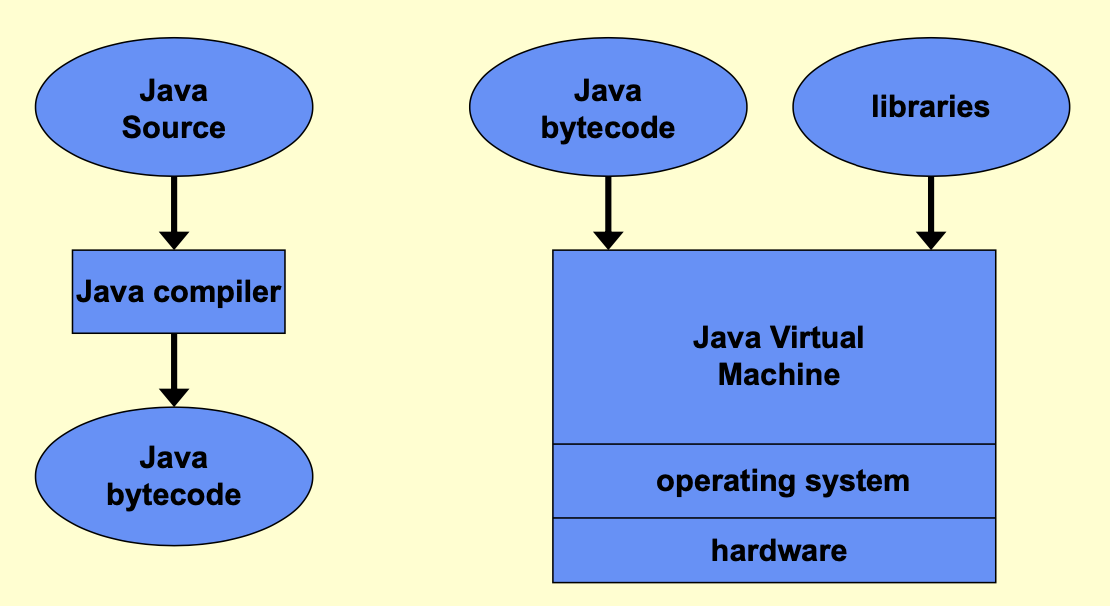 Java
Source
Java compiler
Java
bytecode
Java
bytecode
libraries
Java Virtual
Machine
operating system
hardware